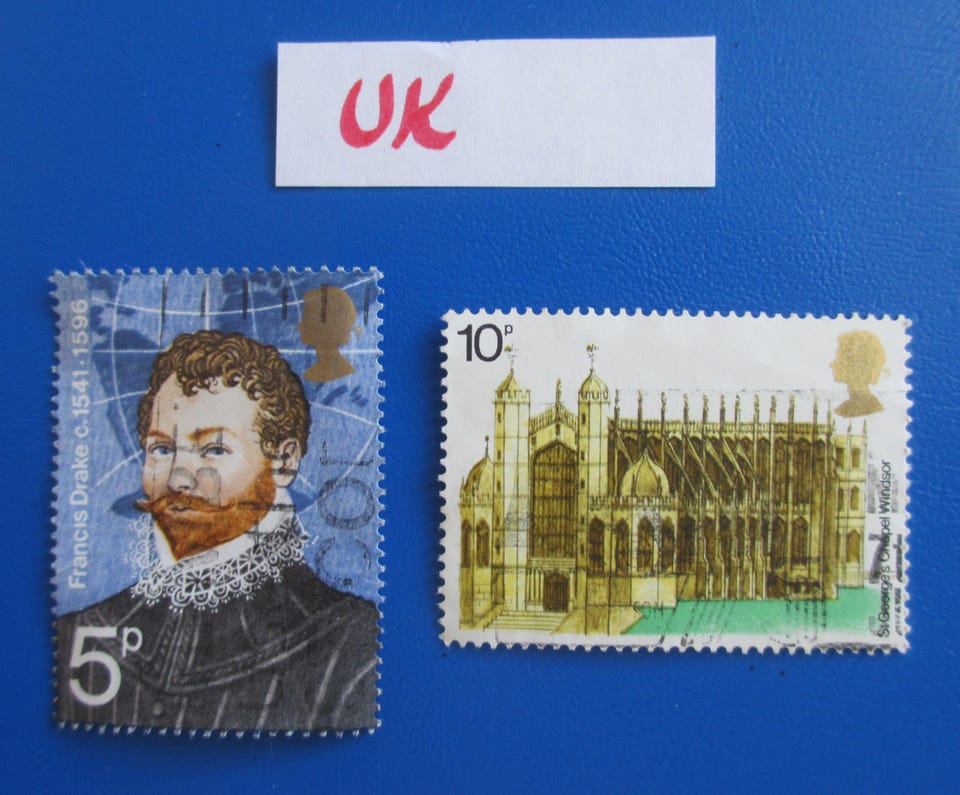 UK
Francis Drake c.1541-1596
5p
10p
St George's Chapel Windsor